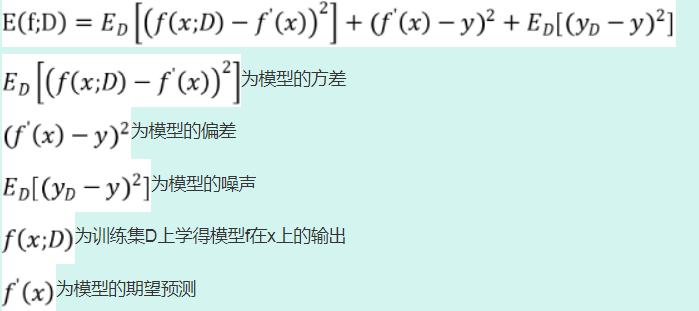 E(f;D) = E_D[(f(x;D) − f'(x))²] + (f'(x) − y)² + E_D[(y_D − y)²]
E_D[(f(x;D) − f'(x))²]为模型的方差
(f'(x) − y)²为模型的偏差
E_D[(y_D − y)²]为模型的噪声
f(x;D)为训练集D上学得模型f在x上的输出
f'(x)为模型的期望预测